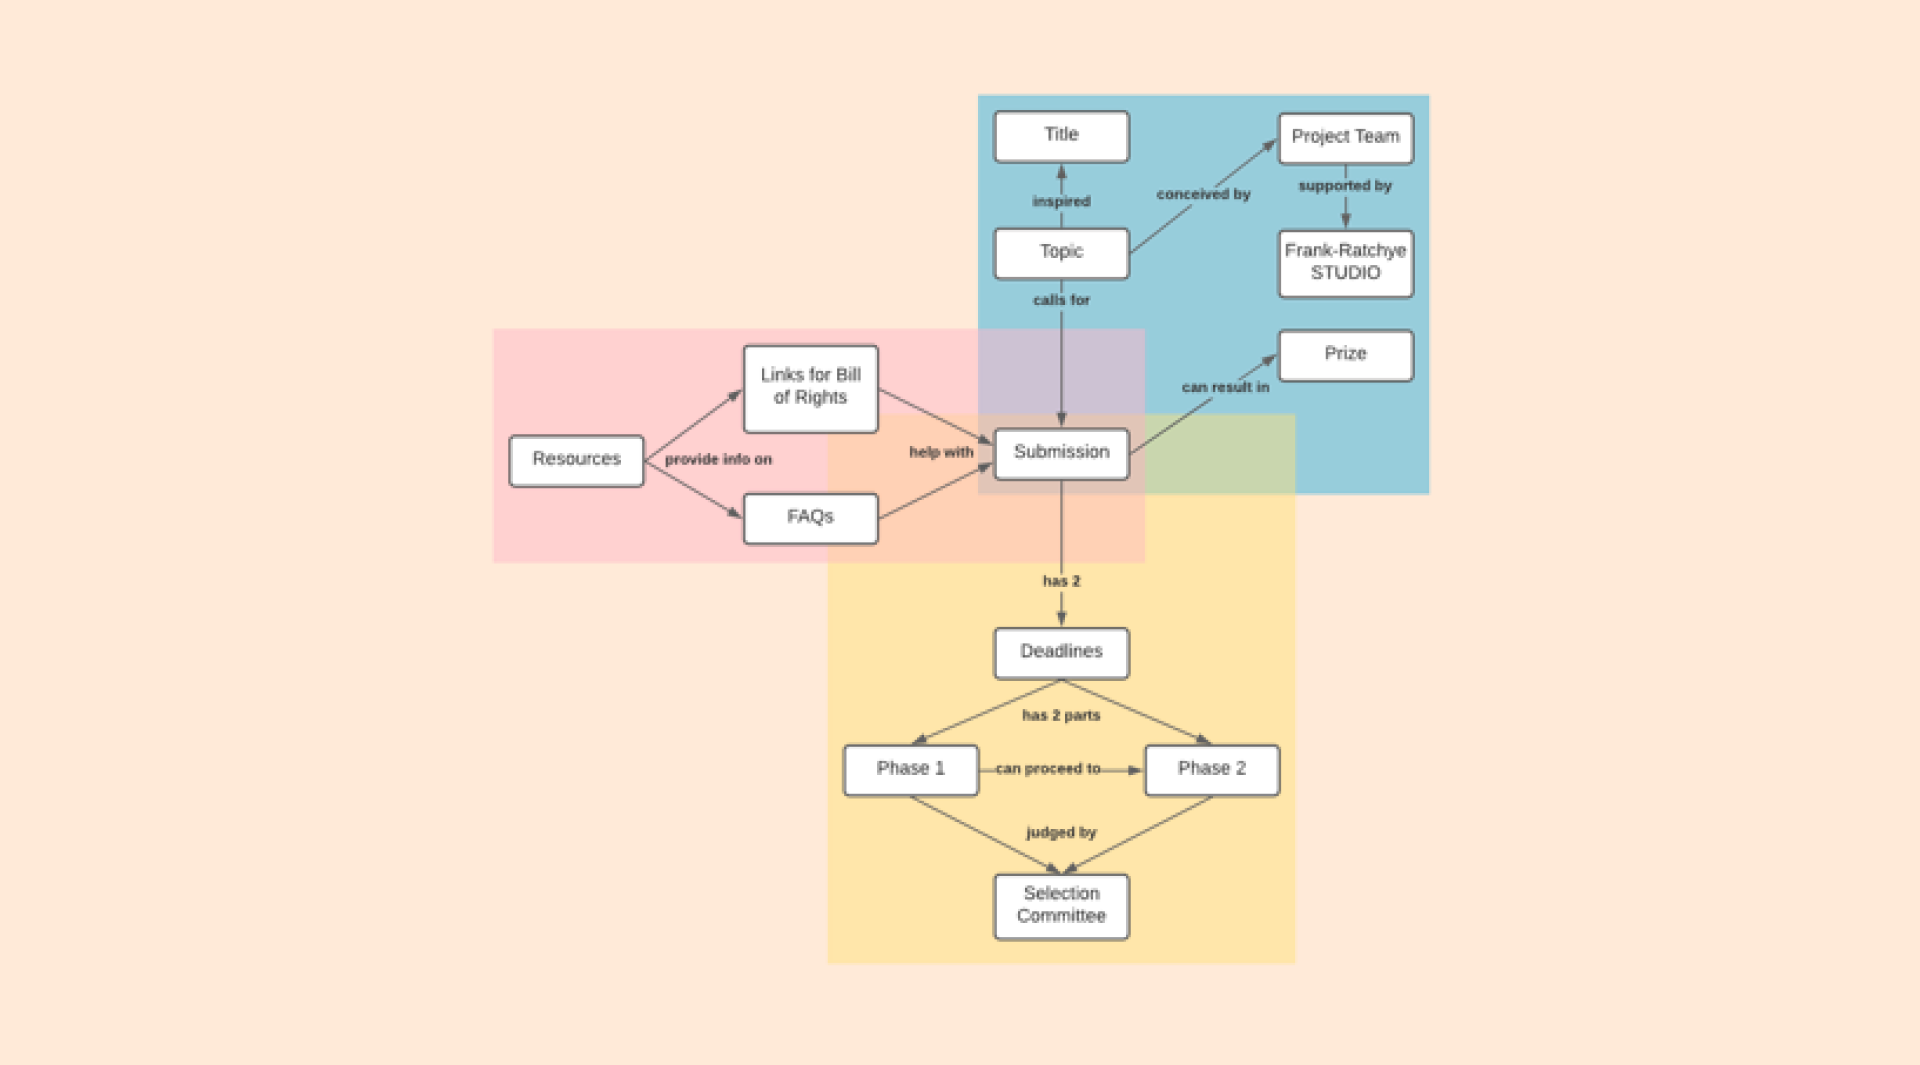 Title
Project Team
supported by
conceived by
inspired
Topic
Frank-Ratchye
STUDIO
calls for
Prize
can result in
Links for Bill
of Rights
Resources
provide info on
help with
Submission
FAQs
has 2
Deadlines
has 2 parts
Phase 1
can proceed to
Phase 2
judged by
Selection
Committee